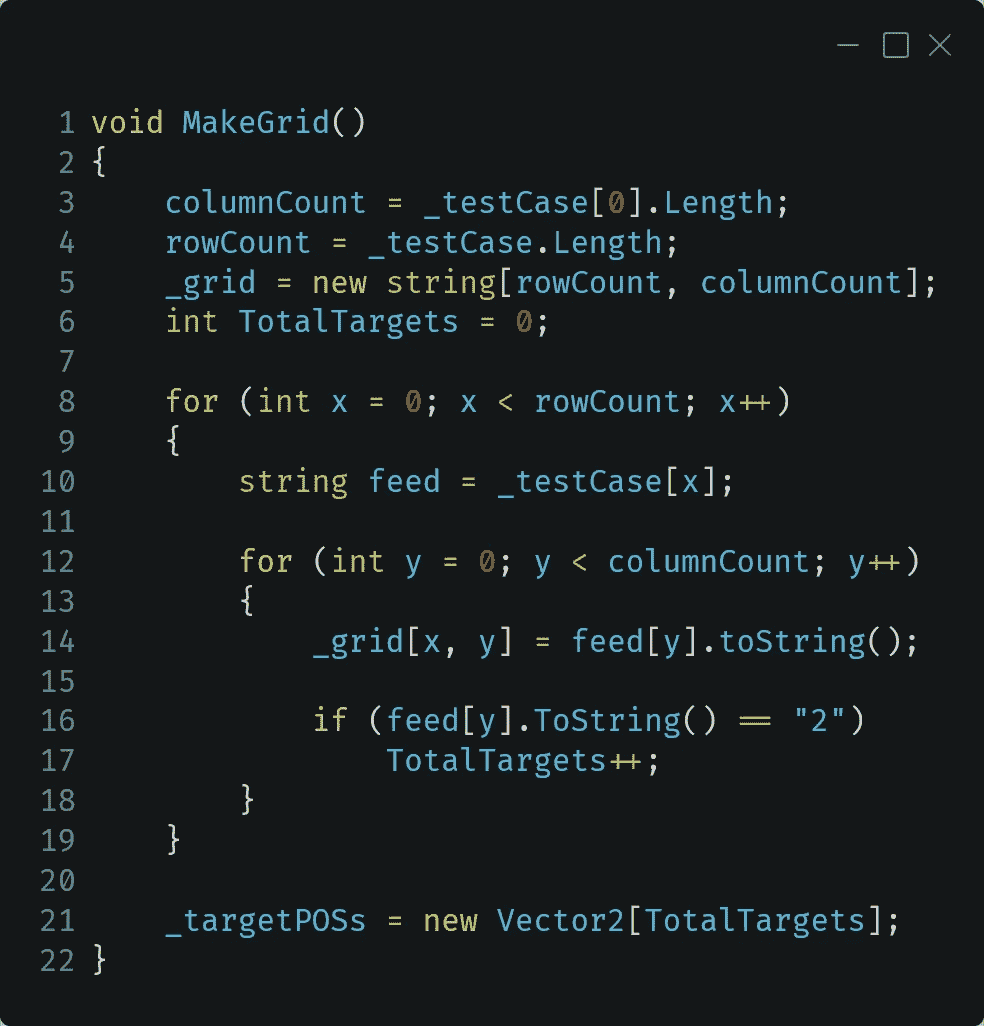 1 void MakeGrid()
2 {
3     columnCount = _testCase[0].Length;
4     rowCount = _testCase.Length;
5     _grid = new string[rowCount, columnCount];
6     int TotalTargets = 0;
7
8     for (int x = 0; x < rowCount; x++)
9     {
10         string feed = _testCase[x];
11
12         for (int y = 0; y < columnCount; y++)
13         {
14             _grid[x, y] = feed[y].toString();
15
16             if (feed[y].ToString() == "2")
17                 TotalTargets++;
18         }
19     }
20
21     _targetPOSs = new Vector2[TotalTargets];
22 }